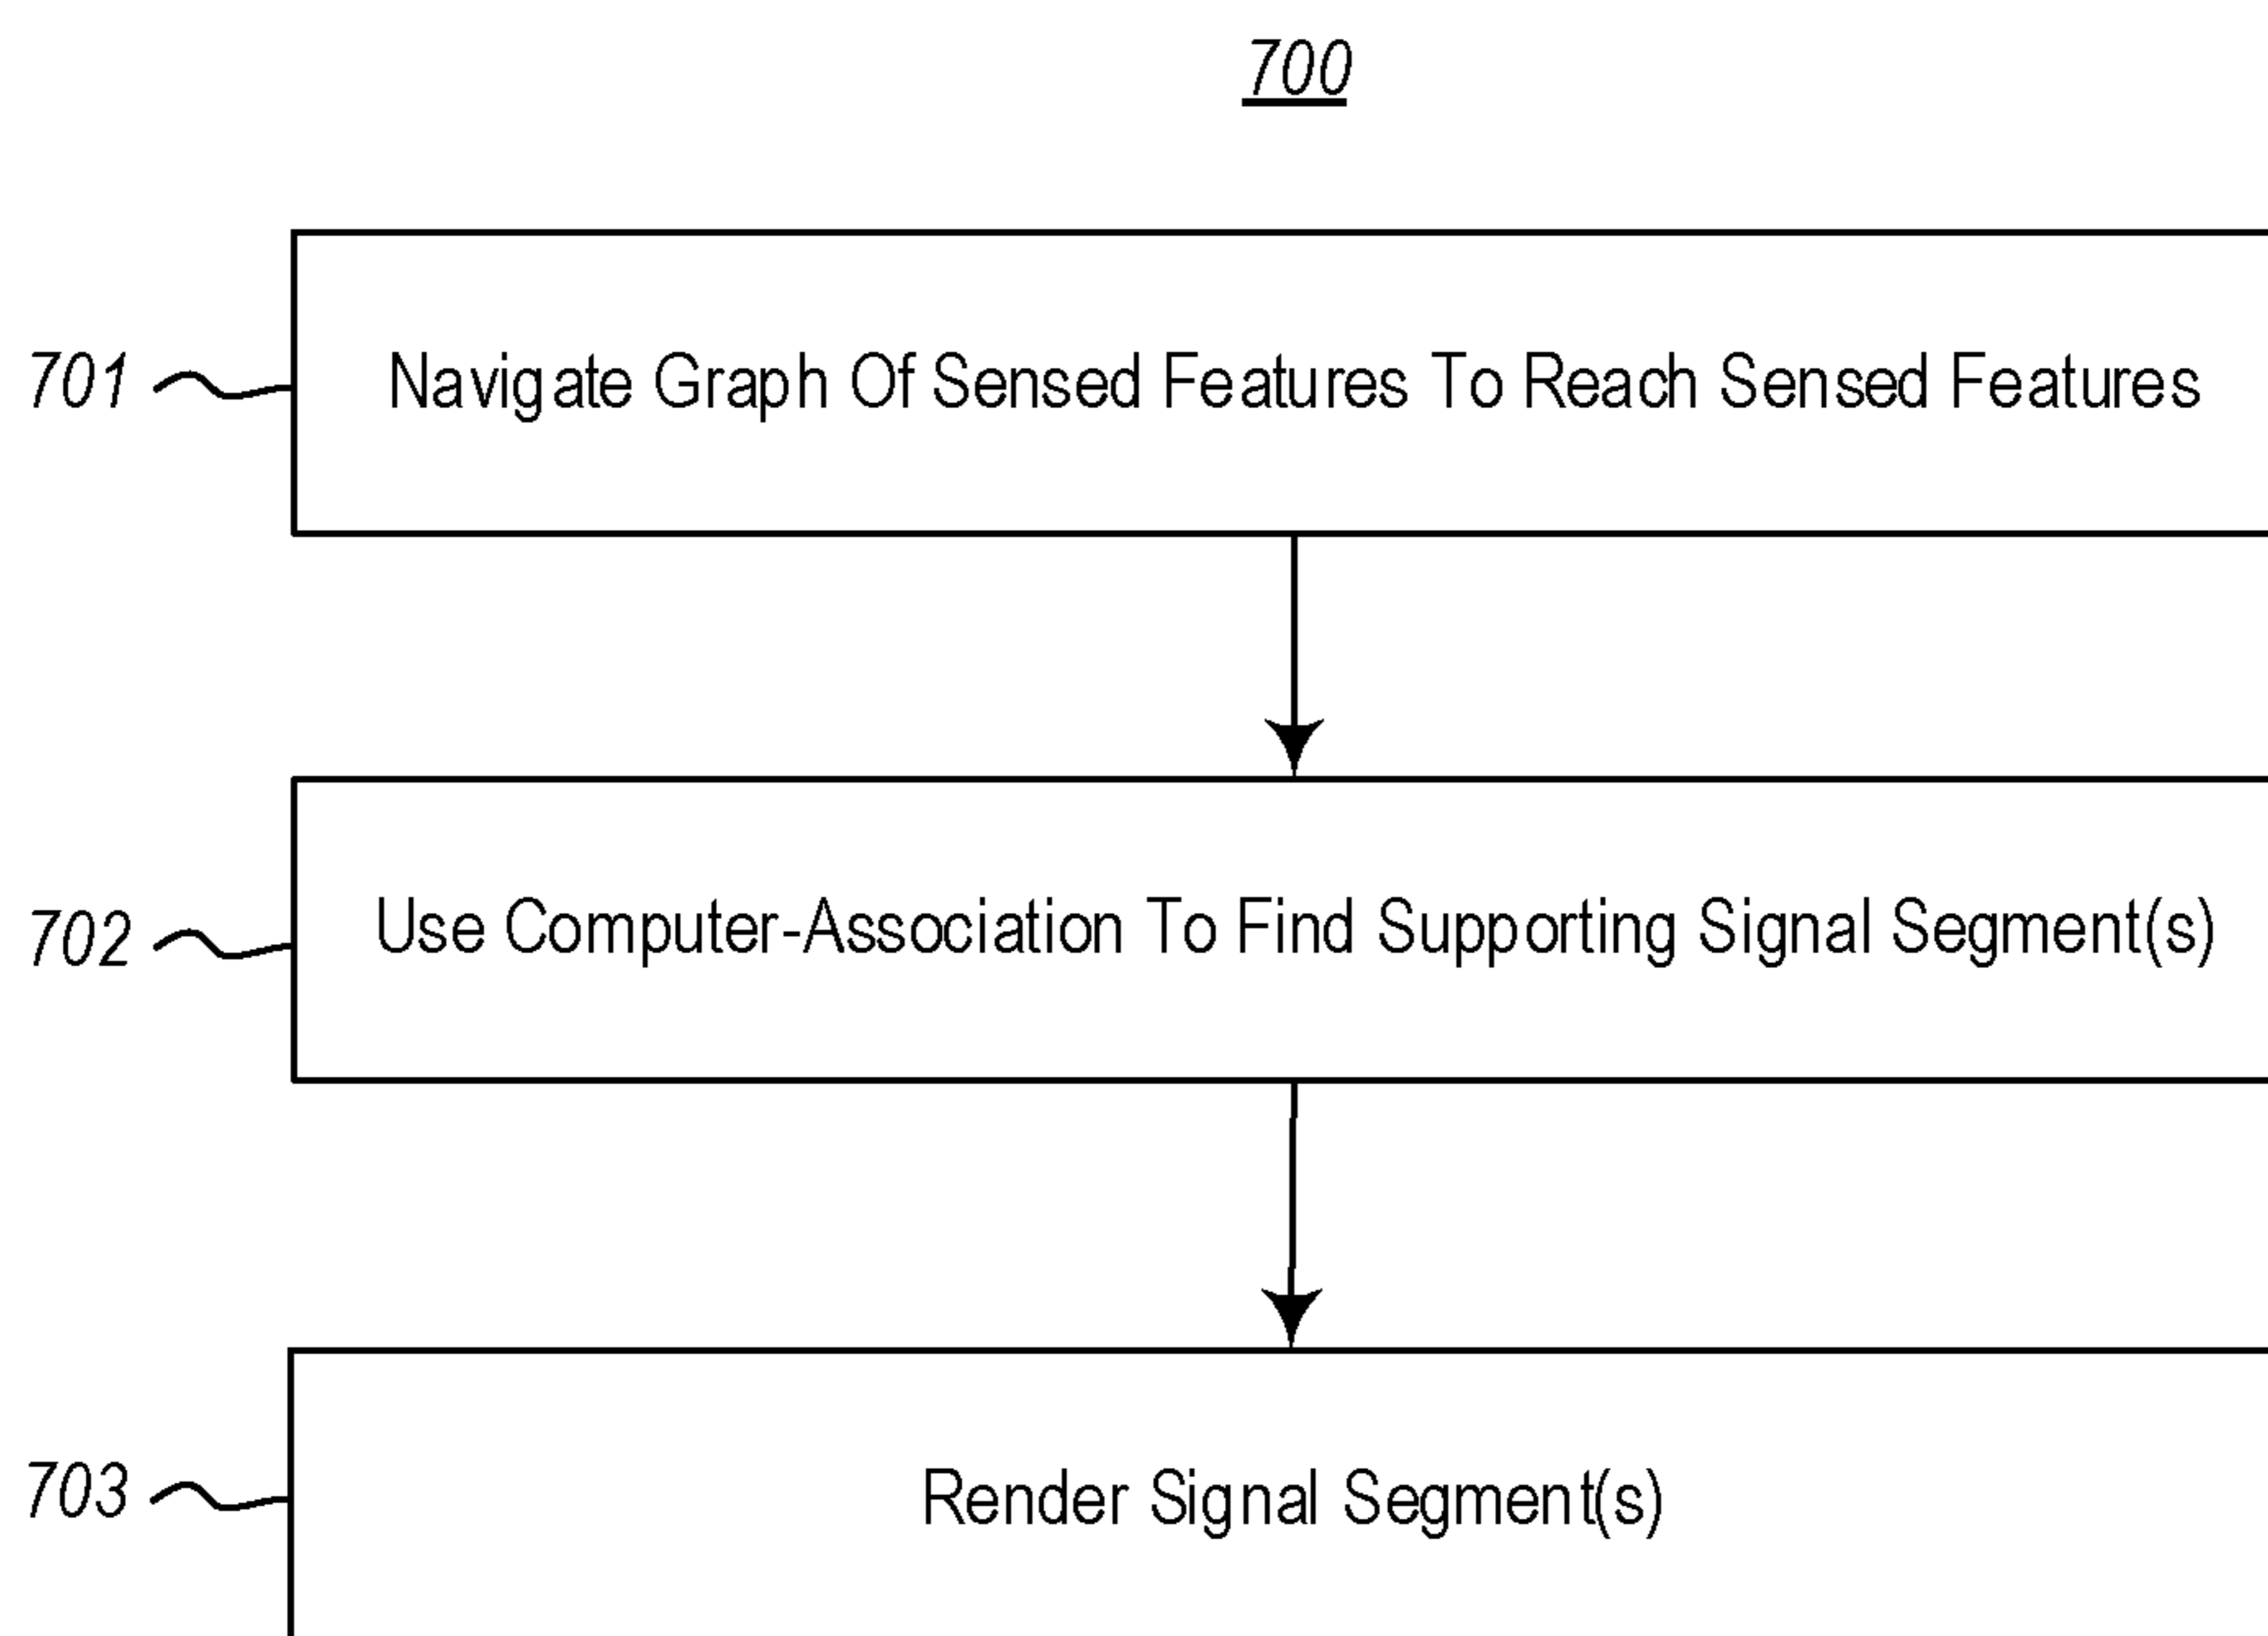 700
701
Navigate Graph Of Sensed Features To Reach Sensed Features
702
Use Computer-Association To Find Supporting Signal Segment(s)
703
Render Signal Segment(s)